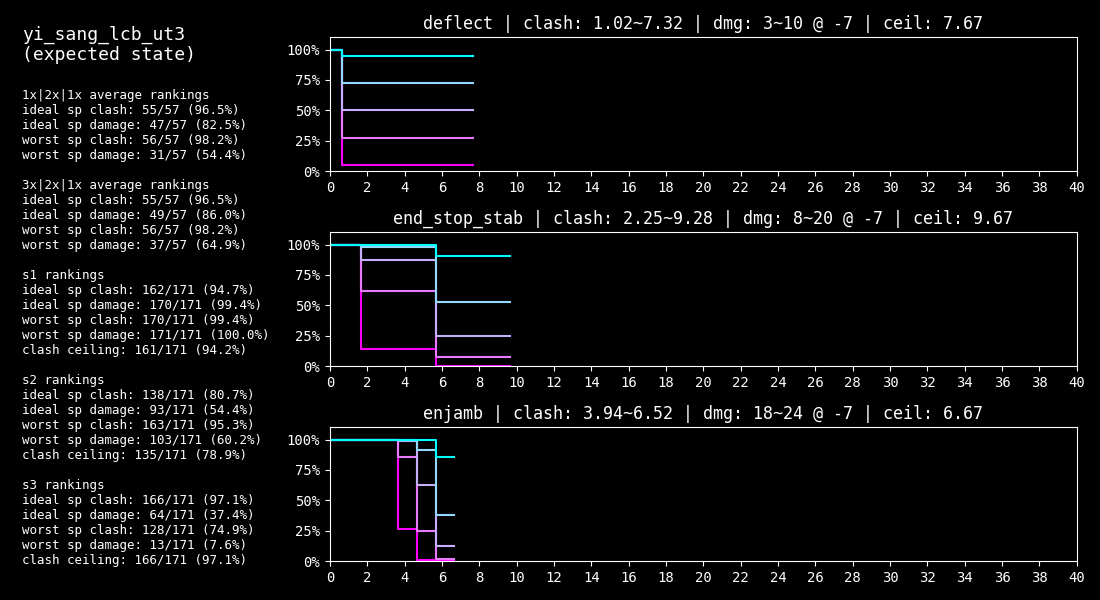 yi_sang_lcb_ut3
(expected state)
1x|2x|1x average rankings
ideal sp clash: 55/57 (96.5%)
ideal sp damage: 47/57 (82.5%)
worst sp clash: 56/57 (98.2%)
worst sp damage: 31/57 (54.4%)
3x|2x|1x average rankings
ideal sp clash: 55/57 (96.5%)
ideal sp damage: 49/57 (86.0%)
worst sp clash: 56/57 (98.2%)
worst sp damage: 37/57 (64.9%)
s1 rankings
ideal sp clash: 162/171 (94.7%)
ideal sp damage: 170/171 (99.4%)
worst sp clash: 170/171 (99.4%)
worst sp damage: 171/171 (100.0%)
clash ceiling: 161/171 (94.2%)
s2 rankings
ideal sp clash: 138/171 (80.7%)
ideal sp damage: 93/171 (54.4%)
worst sp clash: 163/171 (95.3%)
worst sp damage: 103/171 (60.2%)
clash ceiling: 135/171 (78.9%)
s3 rankings
ideal sp clash: 166/171 (97.1%)
ideal sp damage: 64/171 (37.4%)
worst sp clash: 128/171 (74.9%)
worst sp damage: 13/171 (7.6%)
clash ceiling: 166/171 (97.1%)
deflect | clash: 1.02~7.32 | dmg: 3~10 @ -7 | ceil: 7.67
100%
75%
50%
25%
0%
0 2 4 6 8 10 12 14 16 18 20 22 24 26 28 30 32 34 36 38 40
end_stop_stab | clash: 2.25~9.28 | dmg: 8~20 @ -7 | ceil: 9.67
100%
75%
50%
25%
0%
0 2 4 6 8 10 12 14 16 18 20 22 24 26 28 30 32 34 36 38 40
enjamb | clash: 3.94~6.52 | dmg: 18~24 @ -7 | ceil: 6.67
100%
75%
50%
25%
0%
0 2 4 6 8 10 12 14 16 18 20 22 24 26 28 30 32 34 36 38 40